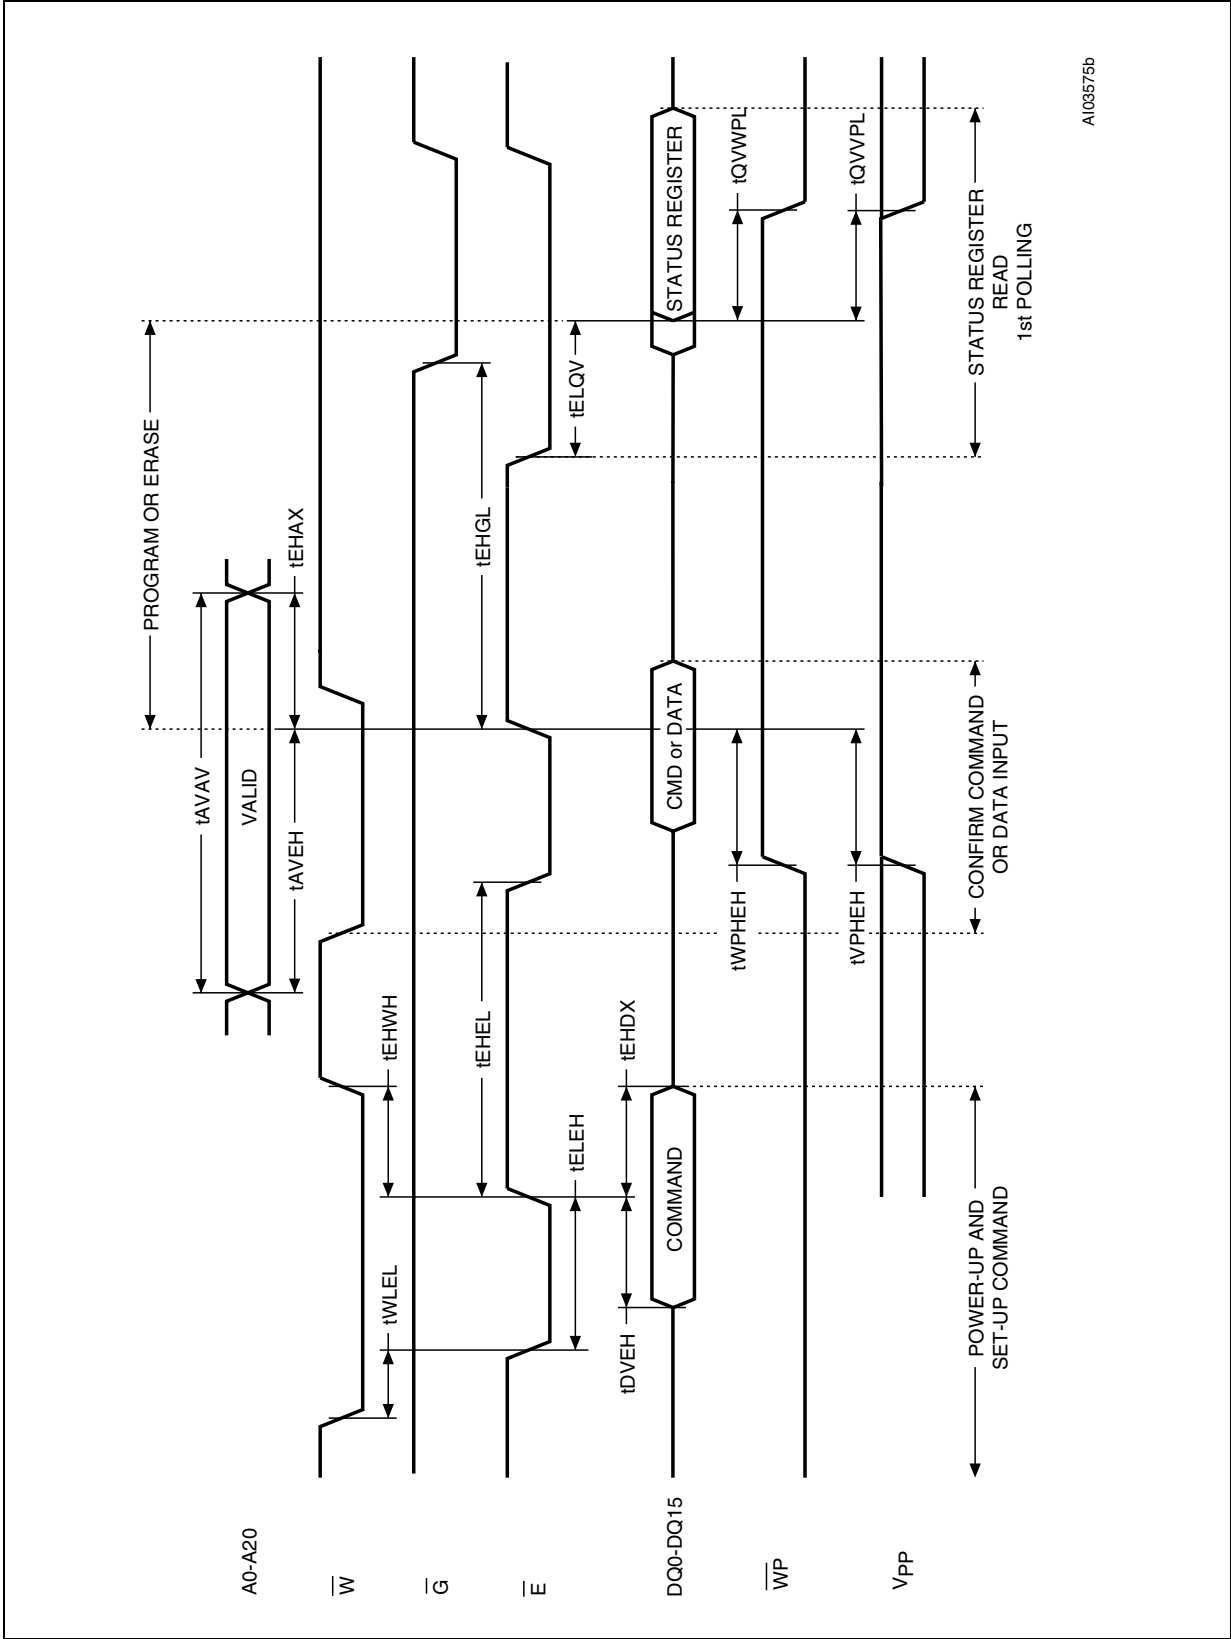 PROGRAM OR ERASE
tAVAV
A0-A20
VALID
tAVEH
tEHAX
W
tWLEL
tEHWH
G
tEHEL
tEHGL
E
tELEH
tELQV
tDVEH
tEHDX
DQ0-DQ15
COMMAND
CMD or DATA
STATUS REGISTER
tWPHEH
tQVWPL
WP
tVPHEH
tQVVPL
VPP
POWER-UP AND
SET-UP COMMAND
CONFIRM COMMAND
OR DATA INPUT
STATUS REGISTER
READ
1st POLLING
AI03575b